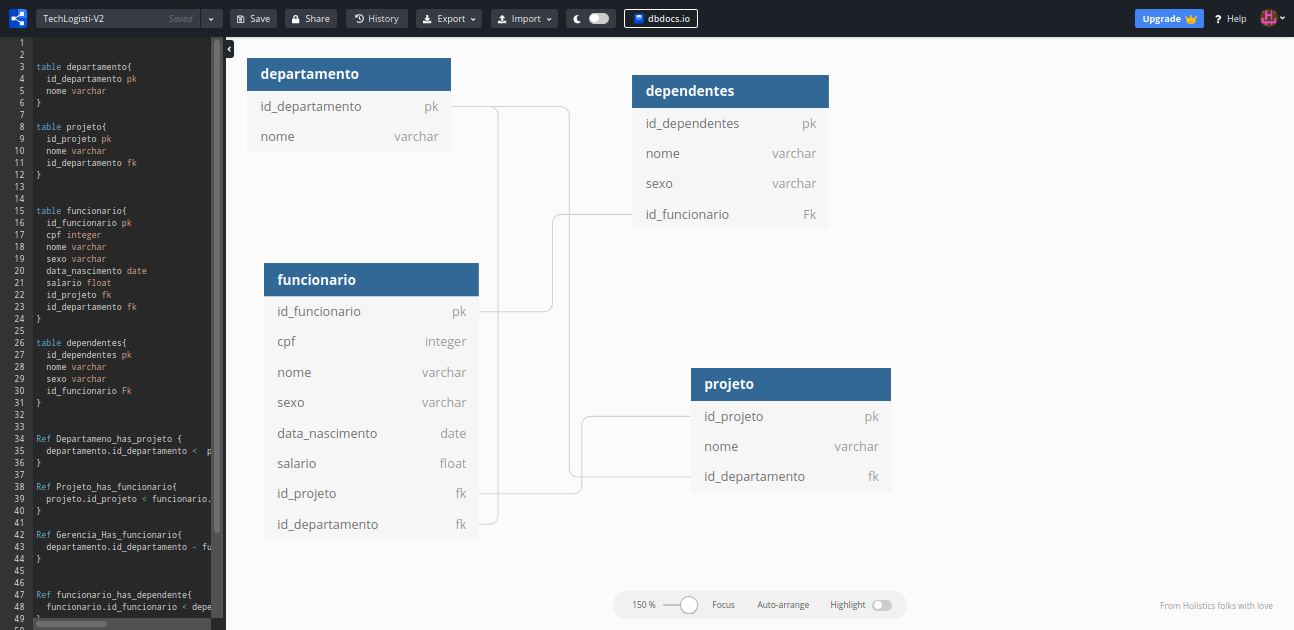 TechLogisti-V2
Saved
Save
Share
History
Export
Import
dbdocs.io
Upgrade
? Help
1
2
3 table departamento{
4 id_departamento pk
5 nome varchar
6 }
7
8 table projeto{
9 id_projeto pk
10 nome varchar
11 id_departamento fk
12 }
13
14
15 table funcionario{
16 id_funcionario pk
17 cpf integer
18 nome varchar
19 sexo varchar
20 data_nascimento date
21 salario float
22 id_projeto fk
23 id_departamento fk
24 }
25
26 table dependentes{
27 id_dependentes pk
28 nome varchar
29 sexo varchar
30 id_funcionario Fk
31 }
32
33
34 Ref Departameno_has_projeto {
35 departamento.id_departamento < p
36 }
37
38 Ref Projeto_has_funcionario{
39 projeto.id_projeto < funcionario.
40 }
41
42 Ref Gerencia_Has_funcionario{
43 departamento.id_departamento - fu
44 }
45
46
47 Ref funcionario_has_dependente{
48 funcionario.id_funcionario < depe
49
departamento
id_departamento pk
nome varchar
dependentes
id_dependentes pk
nome varchar
sexo varchar
id_funcionario Fk
funcionario
id_funcionario pk
cpf integer
nome varchar
sexo varchar
data_nascimento date
salario float
id_projeto fk
id_departamento fk
projeto
id_projeto pk
nome varchar
id_departamento fk
150 %
Focus
Auto-arrange
Highlight
From Holistics folks with love